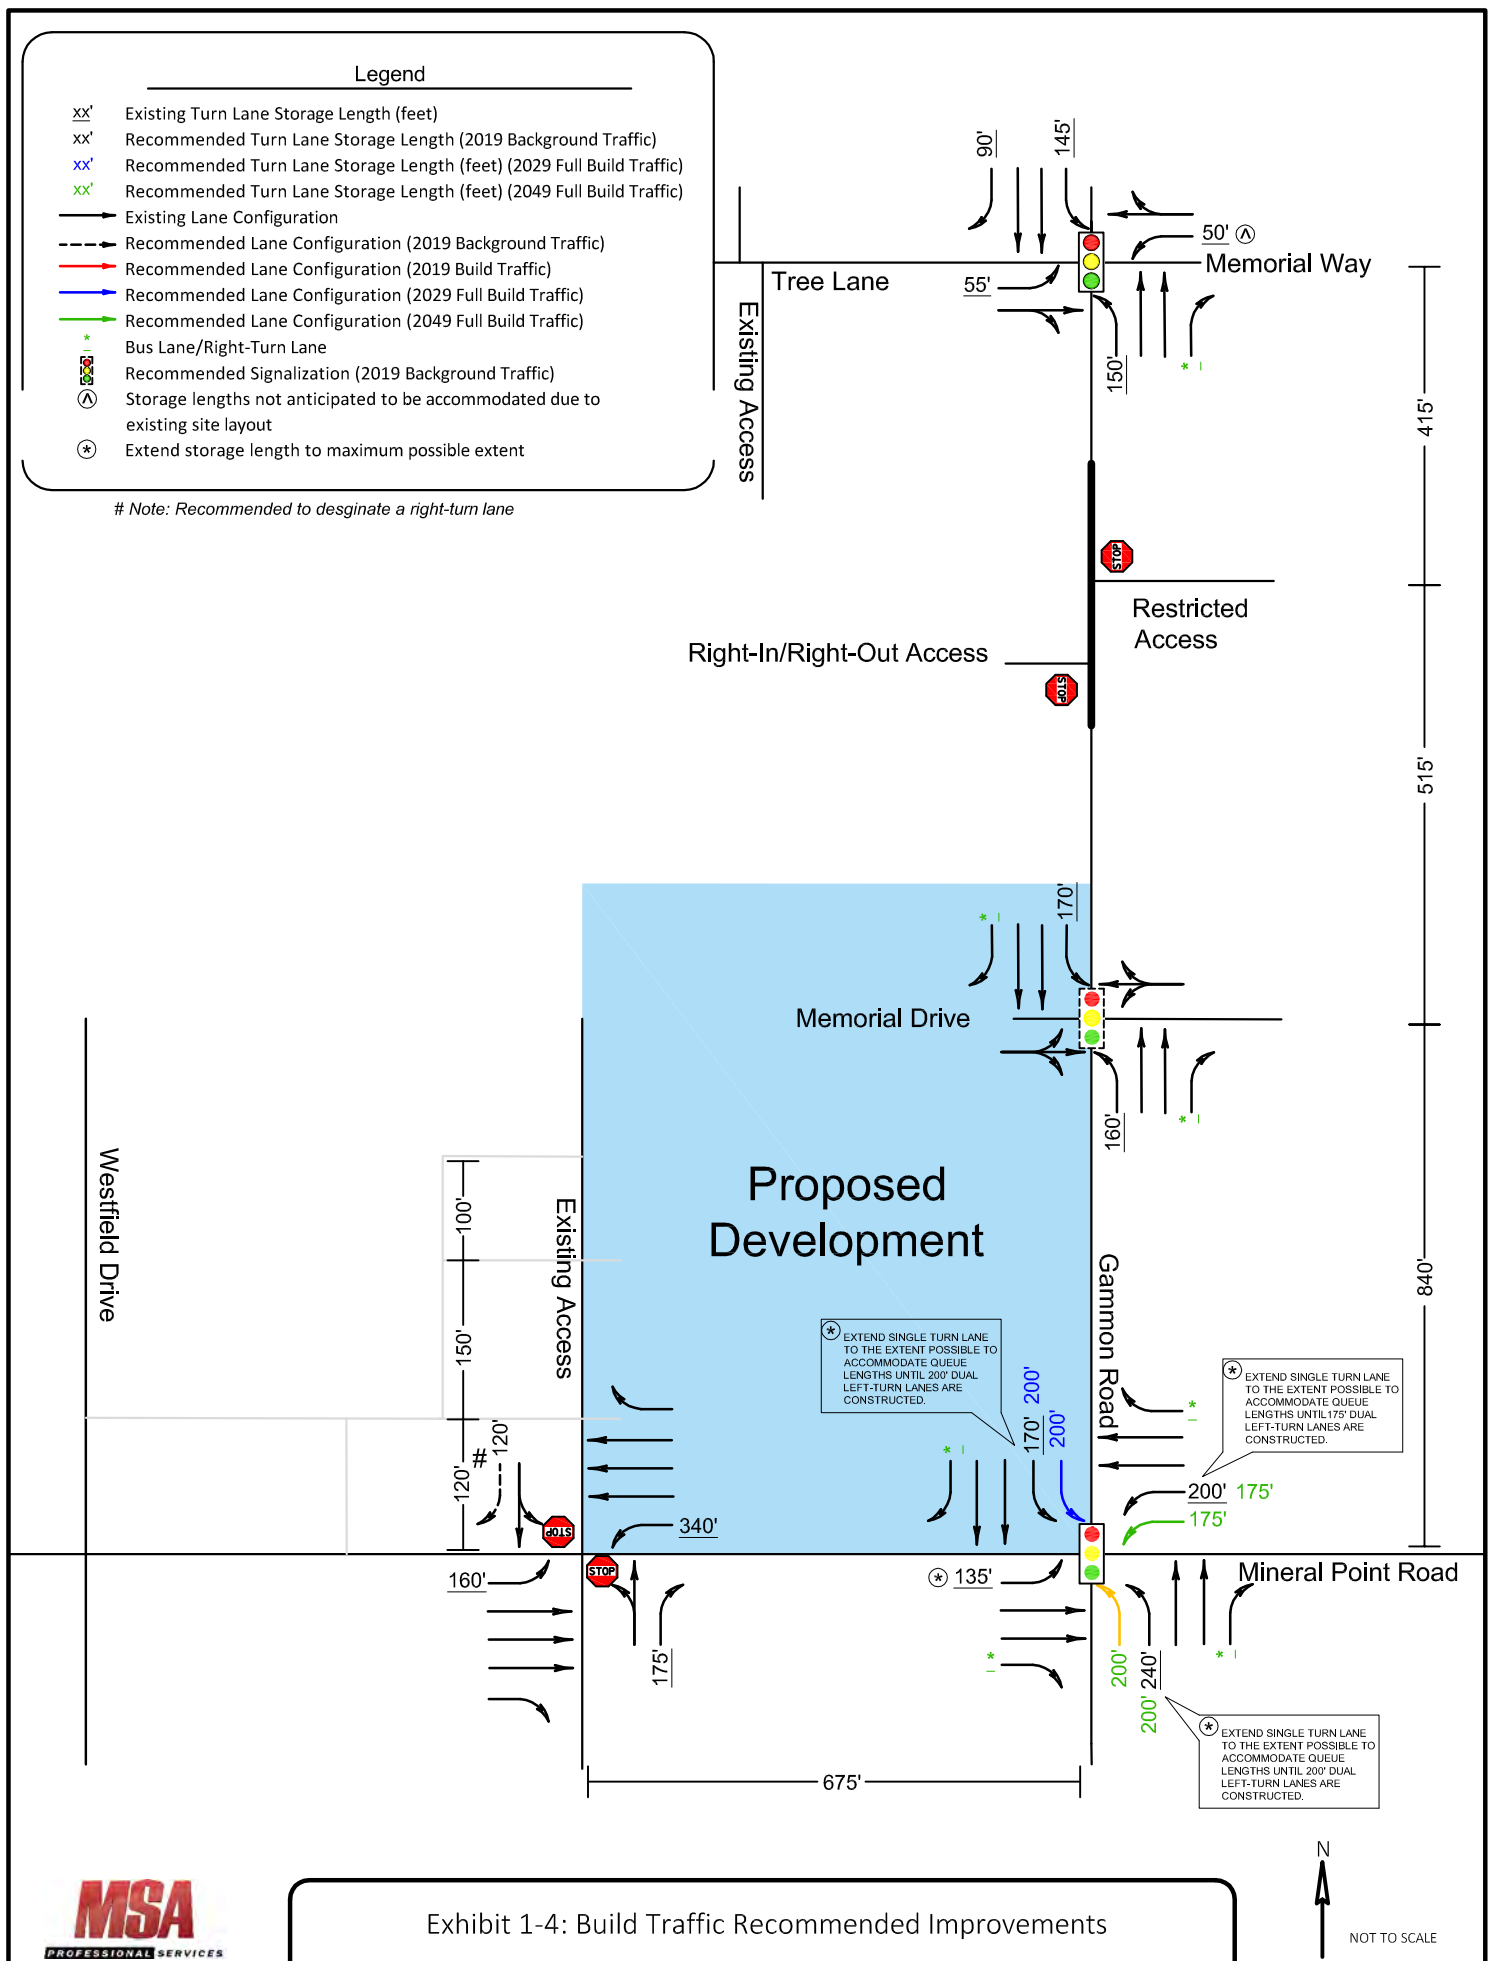 Legend
xx' Existing Turn Lane Storage Length (feet)
xx' Recommended Turn Lane Storage Length (2019 Background Traffic)
xx' Recommended Turn Lane Storage Length (feet) (2029 Full Build Traffic)
xx' Recommended Turn Lane Storage Length (feet) (2049 Full Build Traffic)
Existing Lane Configuration
Recommended Lane Configuration (2019 Background Traffic)
Recommended Lane Configuration (2019 Build Traffic)
Recommended Lane Configuration (2029 Full Build Traffic)
Recommended Lane Configuration (2049 Full Build Traffic)
* Bus Lane/Right-Turn Lane
Recommended Signalization (2019 Background Traffic)
Storage lengths not anticipated to be accommodated due to
existing site layout
* Extend storage length to maximum possible extent
# Note: Recommended to desginate a right-turn lane
90'
145'
50'
Memorial Way
Tree Lane
55'
Existing Access
150'
*
415'
STOP
Restricted
Access
Right-In/Right-Out Access
STOP
515'
170'
*
Memorial Drive
160'
*
Proposed
Development
Westfield Drive
100'
Existing Access
150'
Gammon Road
840'
* EXTEND SINGLE TURN LANE
TO THE EXTENT POSSIBLE TO
ACCOMMODATE QUEUE
LENGTHS UNTIL 200' DUAL
LEFT-TURN LANES ARE
CONSTRUCTED.
* EXTEND SINGLE TURN LANE
TO THE EXTENT POSSIBLE TO
ACCOMMODATE QUEUE
LENGTHS UNTIL175' DUAL
LEFT-TURN LANES ARE
CONSTRUCTED.
170' 200'
200'
*
*
120'
#
120'
200' 175'
175'
STOP
340'
STOP
160'
* 135'
Mineral Point Road
175'
*
200'
240'
200'
*
* EXTEND SINGLE TURN LANE
TO THE EXTENT POSSIBLE TO
ACCOMMODATE QUEUE
LENGTHS UNTIL 200' DUAL
LEFT-TURN LANES ARE
CONSTRUCTED.
675'
MSA
PROFESSIONAL SERVICES
Exhibit 1-4: Build Traffic Recommended Improvements
N
NOT TO SCALE